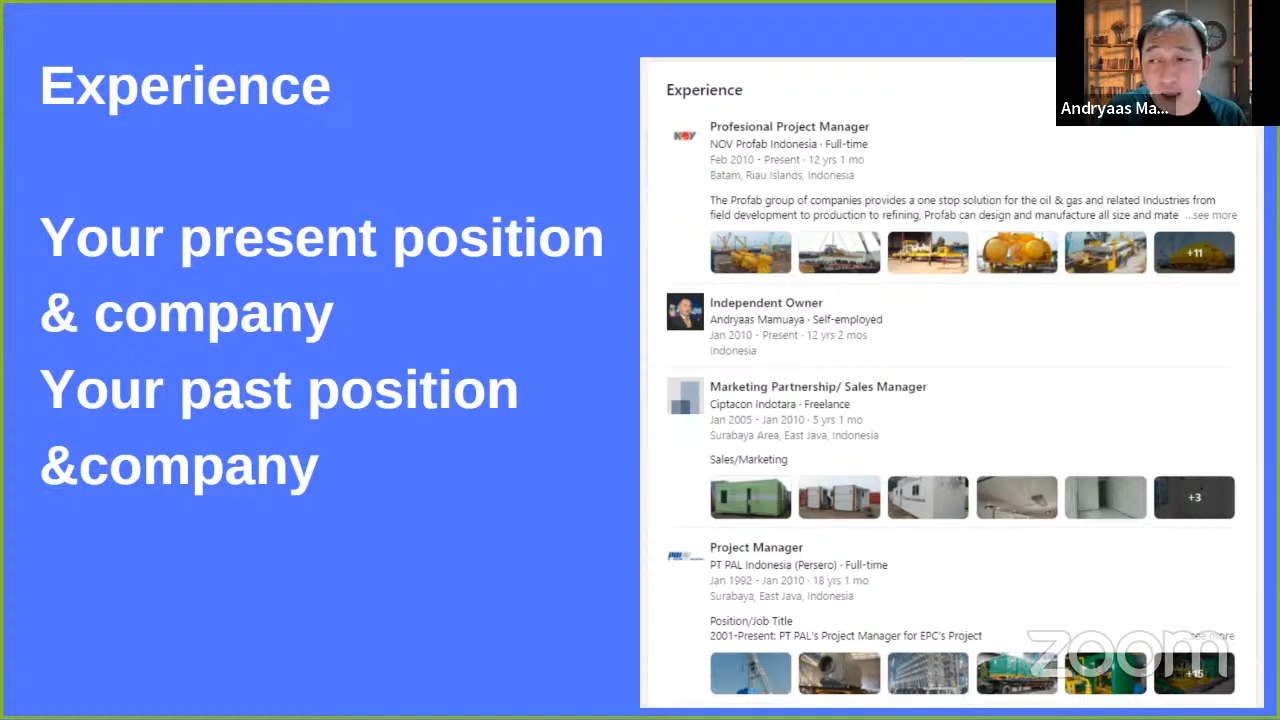 Experience
Your present position
& company
Your past position
&company
Experience
Profesional Project Manager
NOV Profab Indonesia · Full-time
Feb 2010 - Present · 12 yrs 1 mo
Batam, Riau Islands, Indonesia
The Profab group of companies provides a one stop solution for the oil & gas and related Industries from
field development to production to refining, Profab can design and manufacture all size and mate ...see more
+11
Independent Owner
Andryaas Mamuaya · Self-employed
Jan 2010 - Present · 12 yrs 2 mos
Indonesia
Marketing Partnership/ Sales Manager
Ciptacon Indotara · Freelance
Jan 2005 - Jan 2010 · 5 yrs 1 mo
Surabaya Area, East Java, Indonesia
Sales/Marketing
+3
Project Manager
PT PAL Indonesia (Persero) · Full-time
Jan 1992 - Jan 2010 · 18 yrs 1 mo
Surabaya, East Java, Indonesia
Position/Job Title
2001-Present: PT PAL's Project Manager for EPC's Project ...see more
+15
NOV
PAL
Andryaas Ma...
zoom